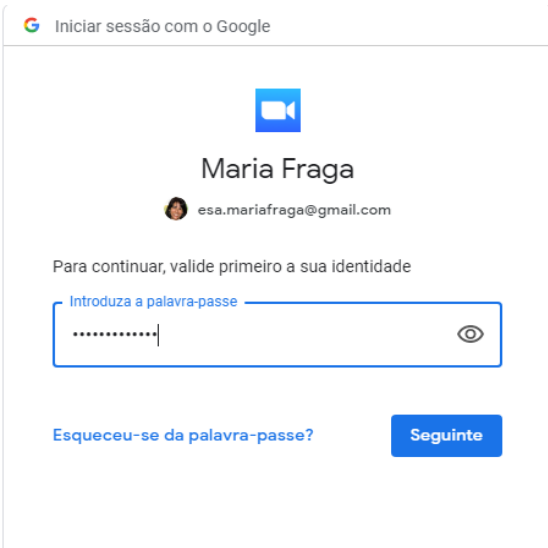 Iniciar sessão com o Google
Maria Fraga
esa.mariafraga@gmail.com
Para continuar, valide primeiro a sua identidade
Introduza a palavra-passe
•••••••••••••
Esqueceu-se da palavra-passe?
Seguinte